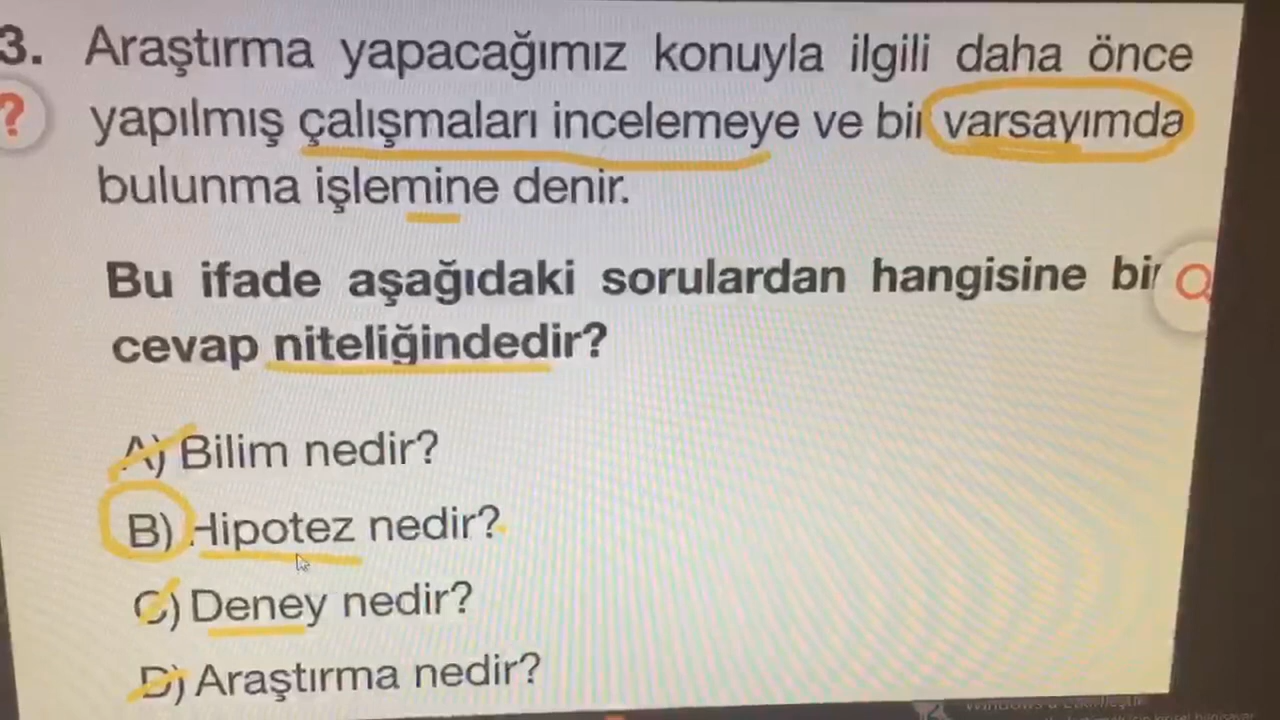 3. Araştırma yapacağımız konuyla ilgili daha önce
? yapılmış çalışmaları incelemeye ve bir varsayımda
bulunma işlemine denir.
Bu ifade aşağıdaki sorulardan hangisine bir
cevap niteliğindedir?
A) Bilim nedir?
B) Hipotez nedir?
C) Deney nedir?
D) Araştırma nedir?